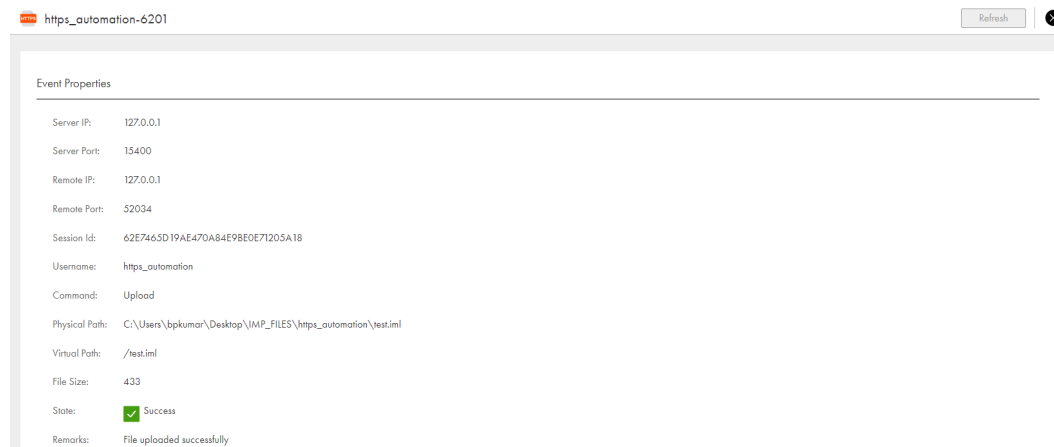 HTTPS
https_automation-6201
Refresh
Event Properties
Server IP: 127.0.0.1
Server Port: 15400
Remote IP: 127.0.0.1
Remote Port: 52034
Session Id: 62E7465D19AE470A84E9BE0E71205A18
Username: https_automation
Command: Upload
Physical Path: C:\Users\bpkumar\Desktop\IMP_FILES\https_automation\test.iml
Virtual Path: /test.iml
File Size: 433
State: Success
Remarks: File uploaded successfully